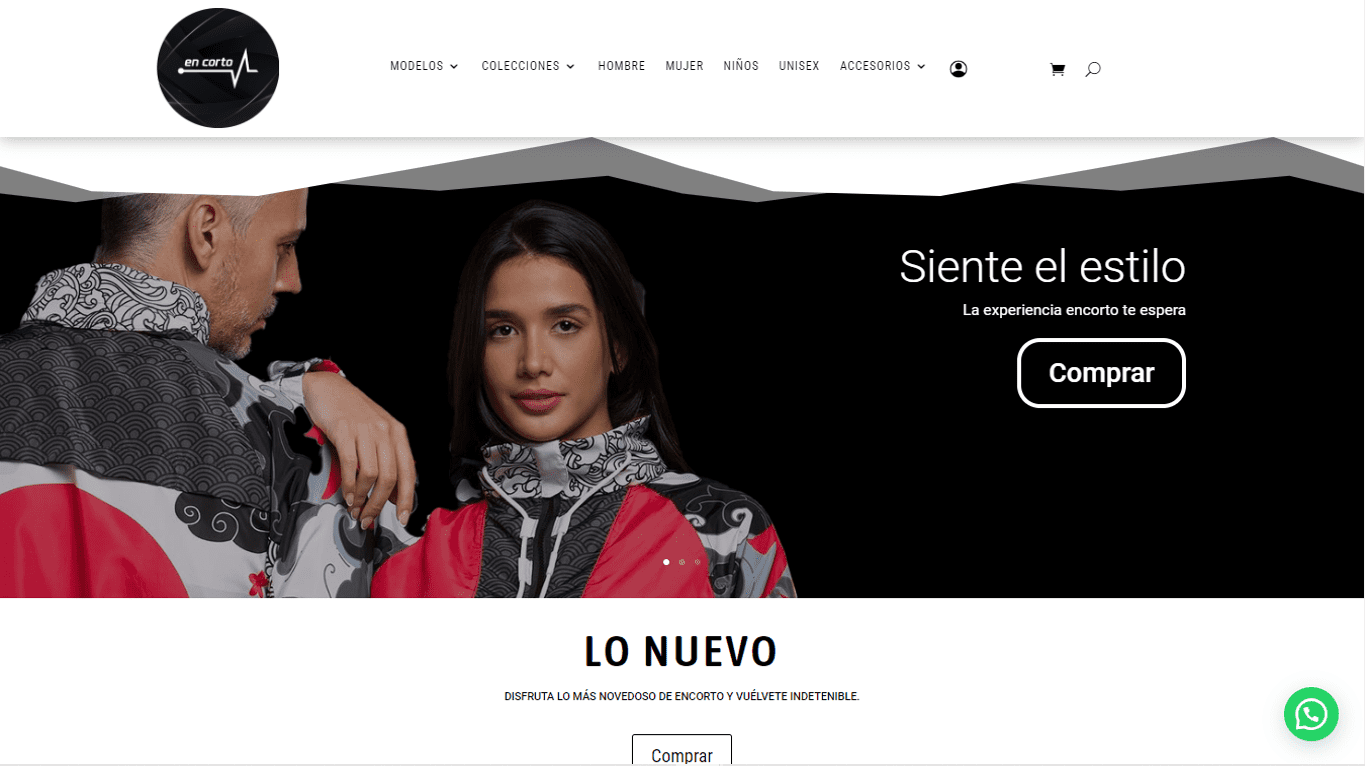 en corto
MODELOS
COLECCIONES
HOMBRE
MUJER
NIÑOS
UNISEX
ACCESORIOS
Siente el estilo
La experiencia encorto te espera
Comprar
LO NUEVO
DISFRUTA LO MÁS NOVEDOSO DE ENCORTO Y VUÉLVETE INDETENIBLE.
Comprar